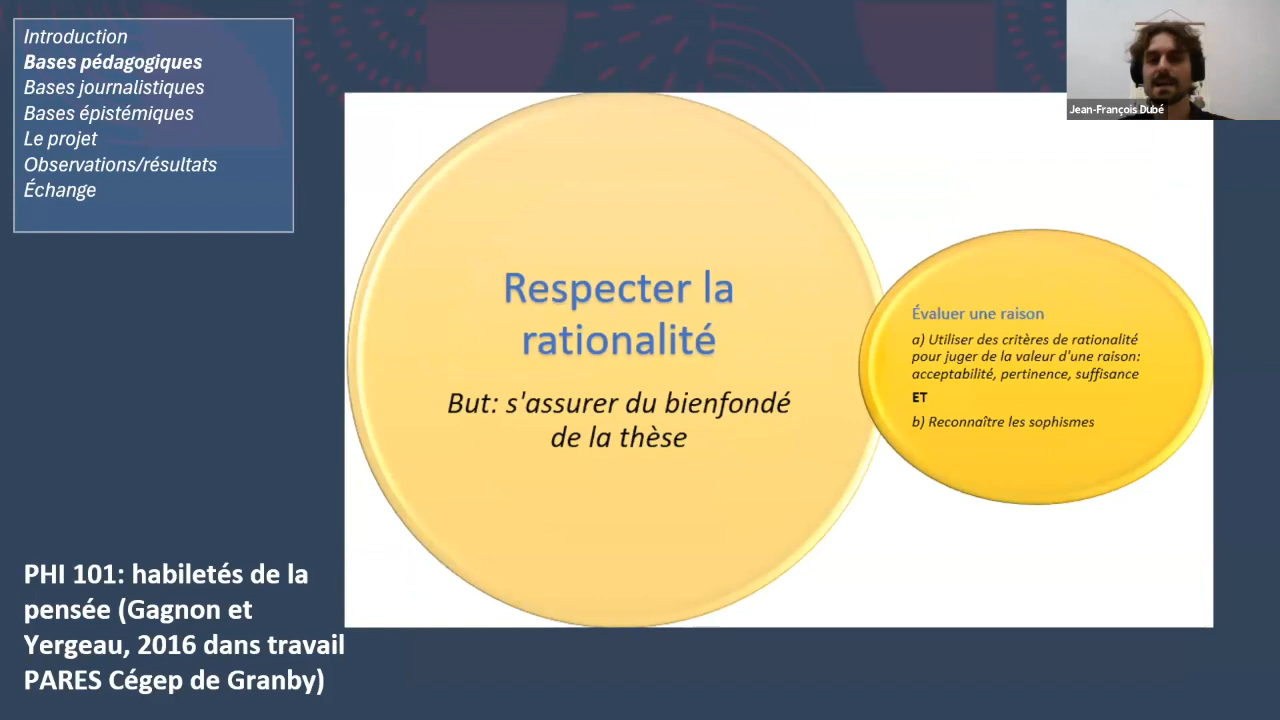 Introduction
Bases pédagogiques
Bases journalistiques
Bases épistémiques
Le projet
Observations/résultats
Échange
Jean-François Dubé
Respecter la
rationalité
But: s'assurer du bienfondé
de la thèse
Évaluer une raison
a) Utiliser des critères de rationalité
pour juger de la valeur d'une raison:
acceptabilité, pertinence, suffisance
ET
b) Reconnaître les sophismes
PHI 101: habiletés de la
pensée (Gagnon et
Yergeau, 2016 dans travail
PARES Cégep de Granby)